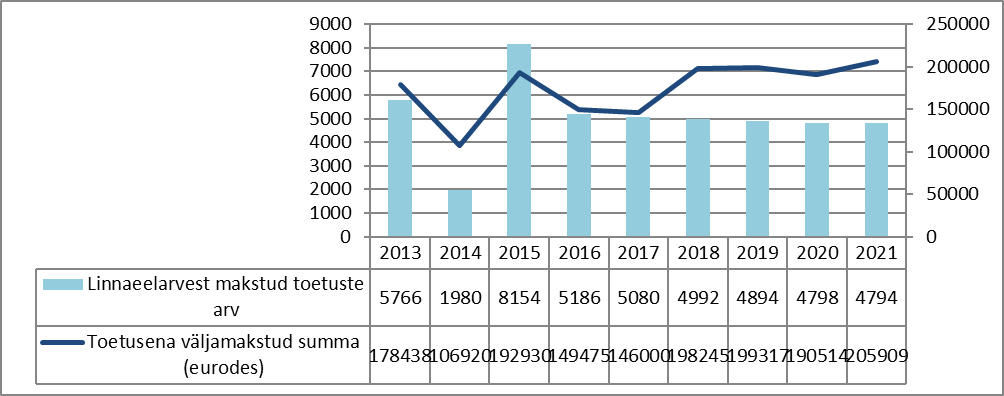 9000
8000
7000
6000
5000
4000
3000
2000
1000
0
250000
200000
150000
100000
50000
0
2013 2014 2015 2016 2017 2018 2019 2020 2021
Linnaeelarvest makstud toetuste
arv
5766 1980 8154 5186 5080 4992 4894 4798 4794
Toetusena väljamakstud summa
(eurodes)
178438 106920 192930 149475 146000 198245 199317 190514 205909